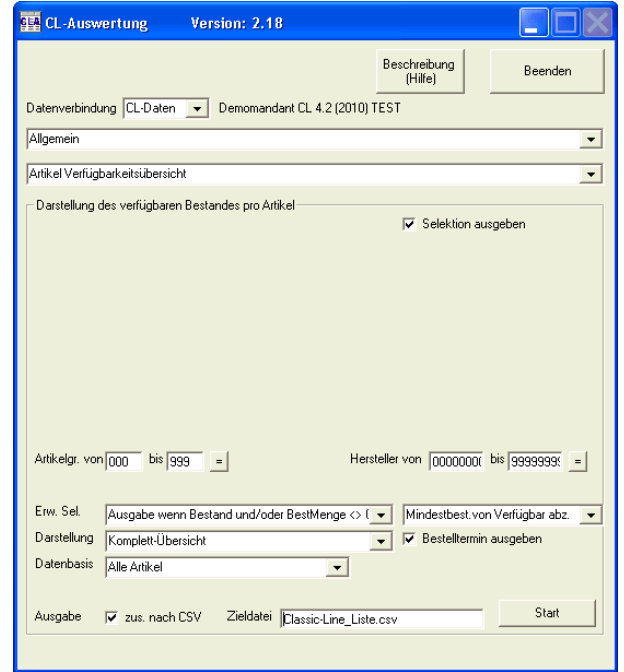 CLA CL-Auswertung Version: 2.18
Beschreibung
(Hilfe)
Beenden
Datenverbindung CL-Daten Demomandant CL 4.2 (2010) TEST
Allgemein
Artikel Verfügbarkeitsübersicht
Darstellung des verfügbaren Bestandes pro Artikel
Selektion ausgeben
Artikelgr. von 000 bis 999 = Hersteller von 0000000( bis 9999999 =
Erw. Sel. Ausgabe wenn Bestand und/oder BestMenge <> Mindestbest.von Verfügbar abz.
Darstellung Komplett-Übersicht Bestelltermin ausgeben
Datenbasis Alle Artikel
Ausgabe zus. nach CSV Zieldatei Classic-Line_Liste.csv Start